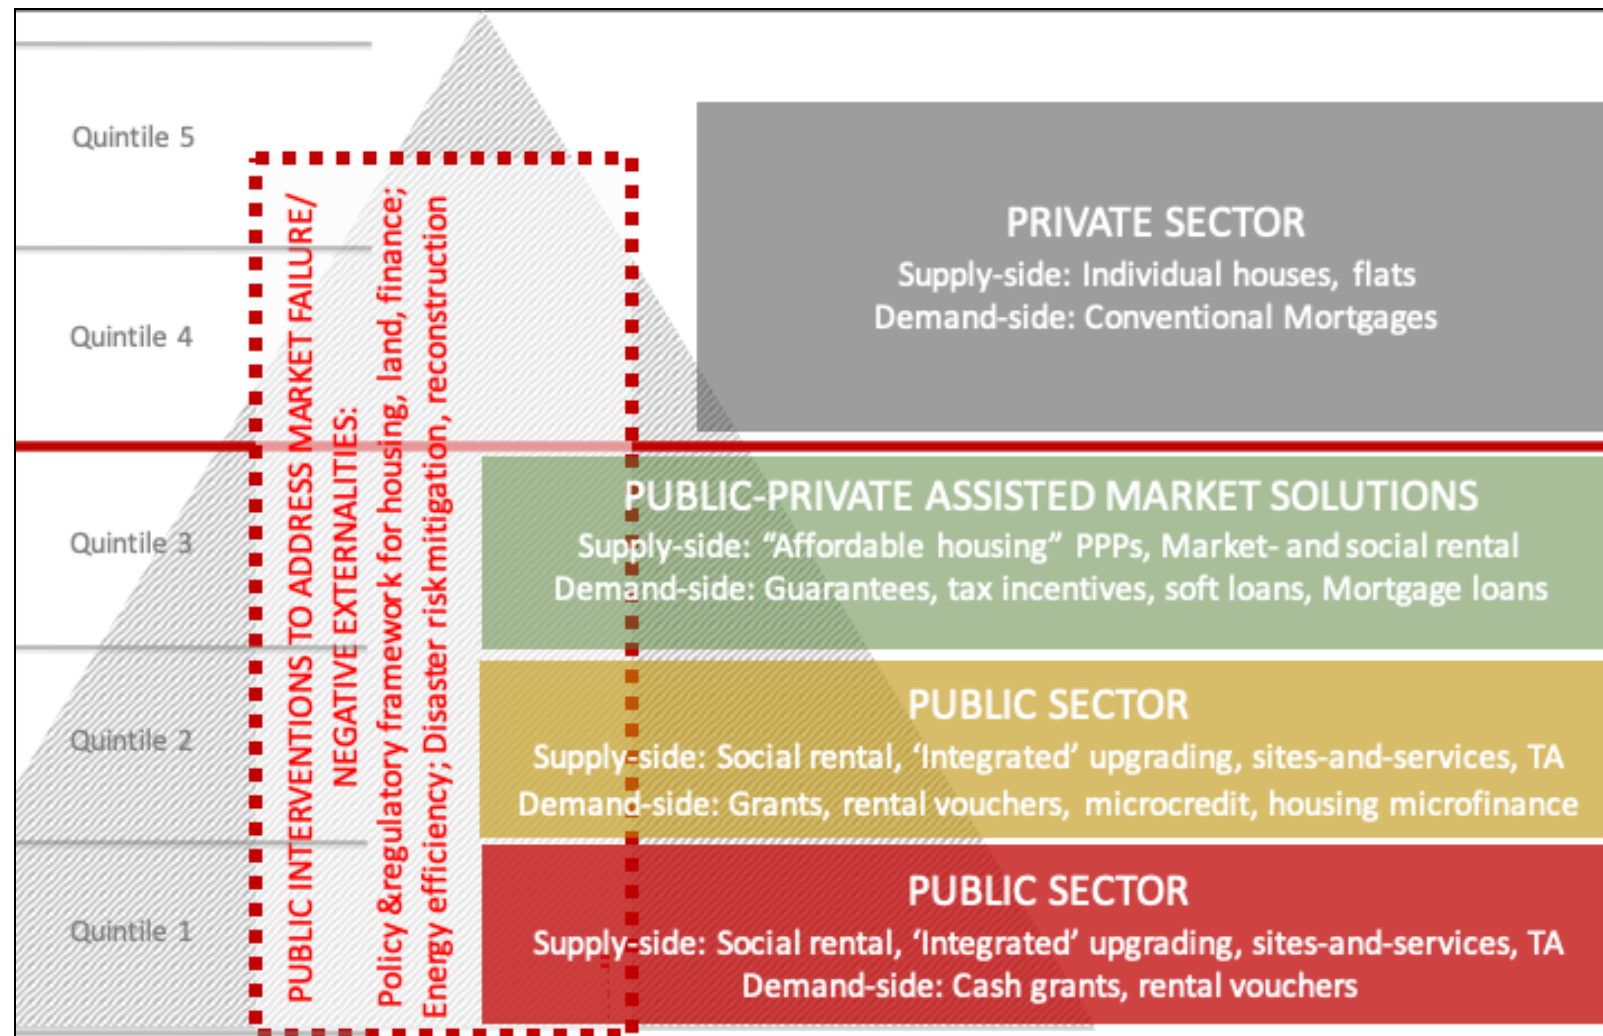 Quintile 5
Quintile 4
Quintile 3
Quintile 2
Quintile 1
PUBLIC INTERVENTIONS TO ADDRESS MARKET FAILURE/
NEGATIVE EXTERNALITIES:
Policy &regulatory framework for housing, land, finance;
Energy efficiency; Disaster risk mitigation, reconstruction
PRIVATE SECTOR
Supply-side: Individual houses, flats
Demand-side: Conventional Mortgages
PUBLIC-PRIVATE ASSISTED MARKET SOLUTIONS
Supply-side: “Affordable housing” PPPs, Market- and social rental
Demand-side: Guarantees, tax incentives, soft loans, Mortgage loans
PUBLIC SECTOR
Supply-side: Social rental, ‘Integrated’ upgrading, sites-and-services, TA
Demand-side: Grants, rental vouchers, microcredit, housing microfinance
PUBLIC SECTOR
Supply-side: Social rental, ‘Integrated’ upgrading, sites-and-services, TA
Demand-side: Cash grants, rental vouchers